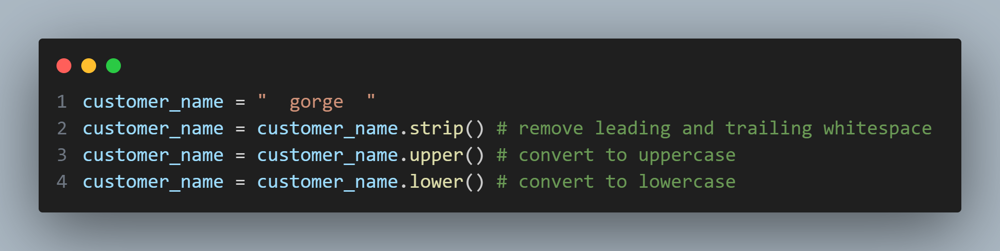 1 customer_name = "  gorge  "
2 customer_name = customer_name.strip() # remove leading and trailing whitespace
3 customer_name = customer_name.upper() # convert to uppercase
4 customer_name = customer_name.lower() # convert to lowercase